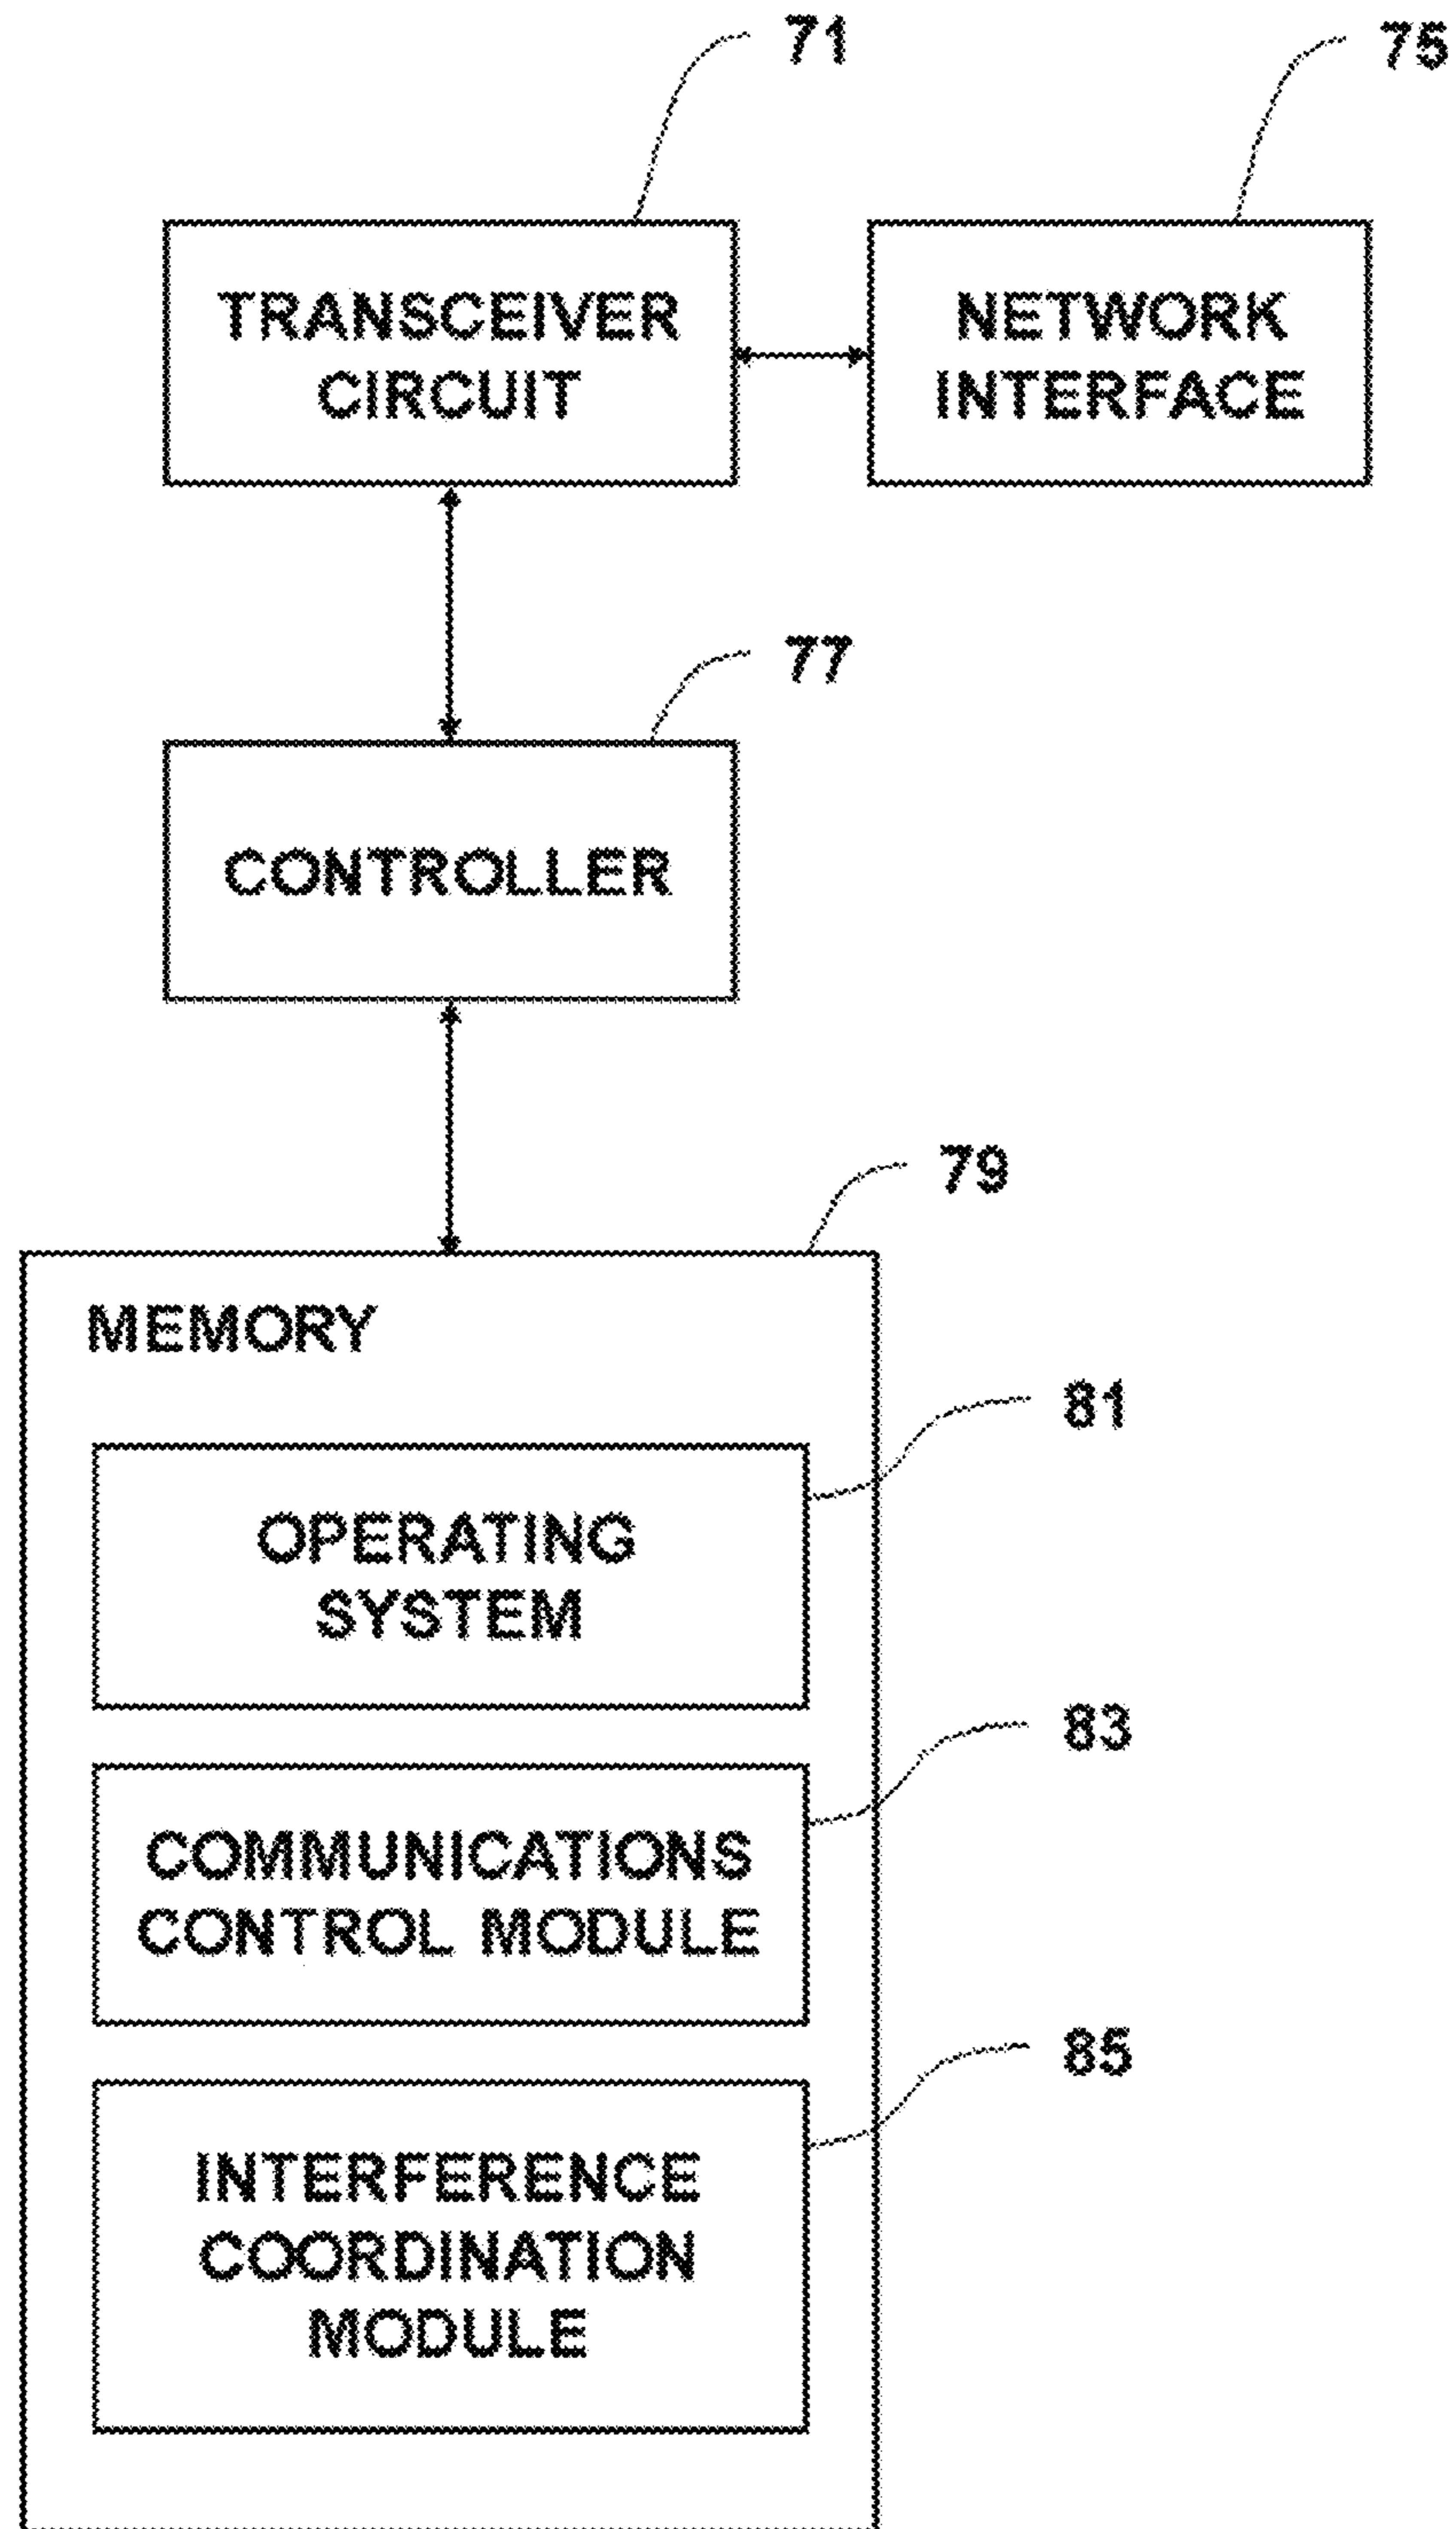 71
75
TRANSCEIVER
CIRCUIT
NETWORK
INTERFACE
77
CONTROLLER
79
MEMORY
81
OPERATING
SYSTEM
83
COMMUNICATIONS
CONTROL MODULE
85
INTERFERENCE
COORDINATION
MODULE